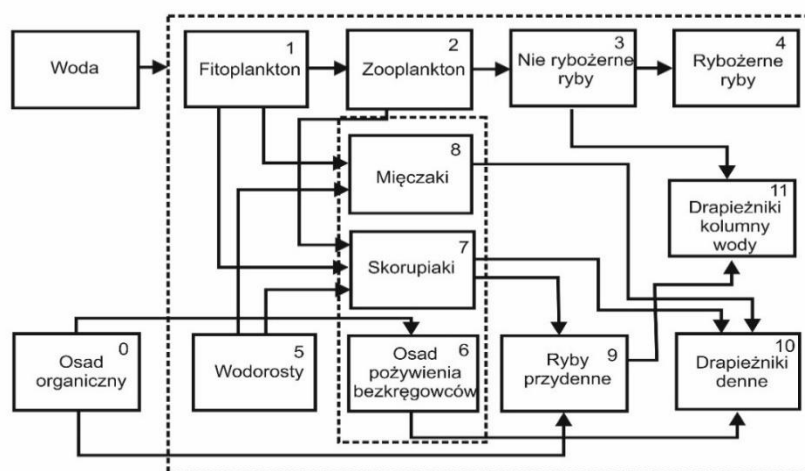 Woda
1
Fitoplankton
2
Zooplankton
3
Nie rybożerne
ryby
4
Rybożerne
ryby
8
Mięczaki
11
Drapieżniki
kolumny
wody
7
Skorupiaki
0
Osad
organiczny
5
Wodorosty
6
Osad
pożywienia
bezkręgowców
9
Ryby
przydenne
10
Drapieżniki
denne